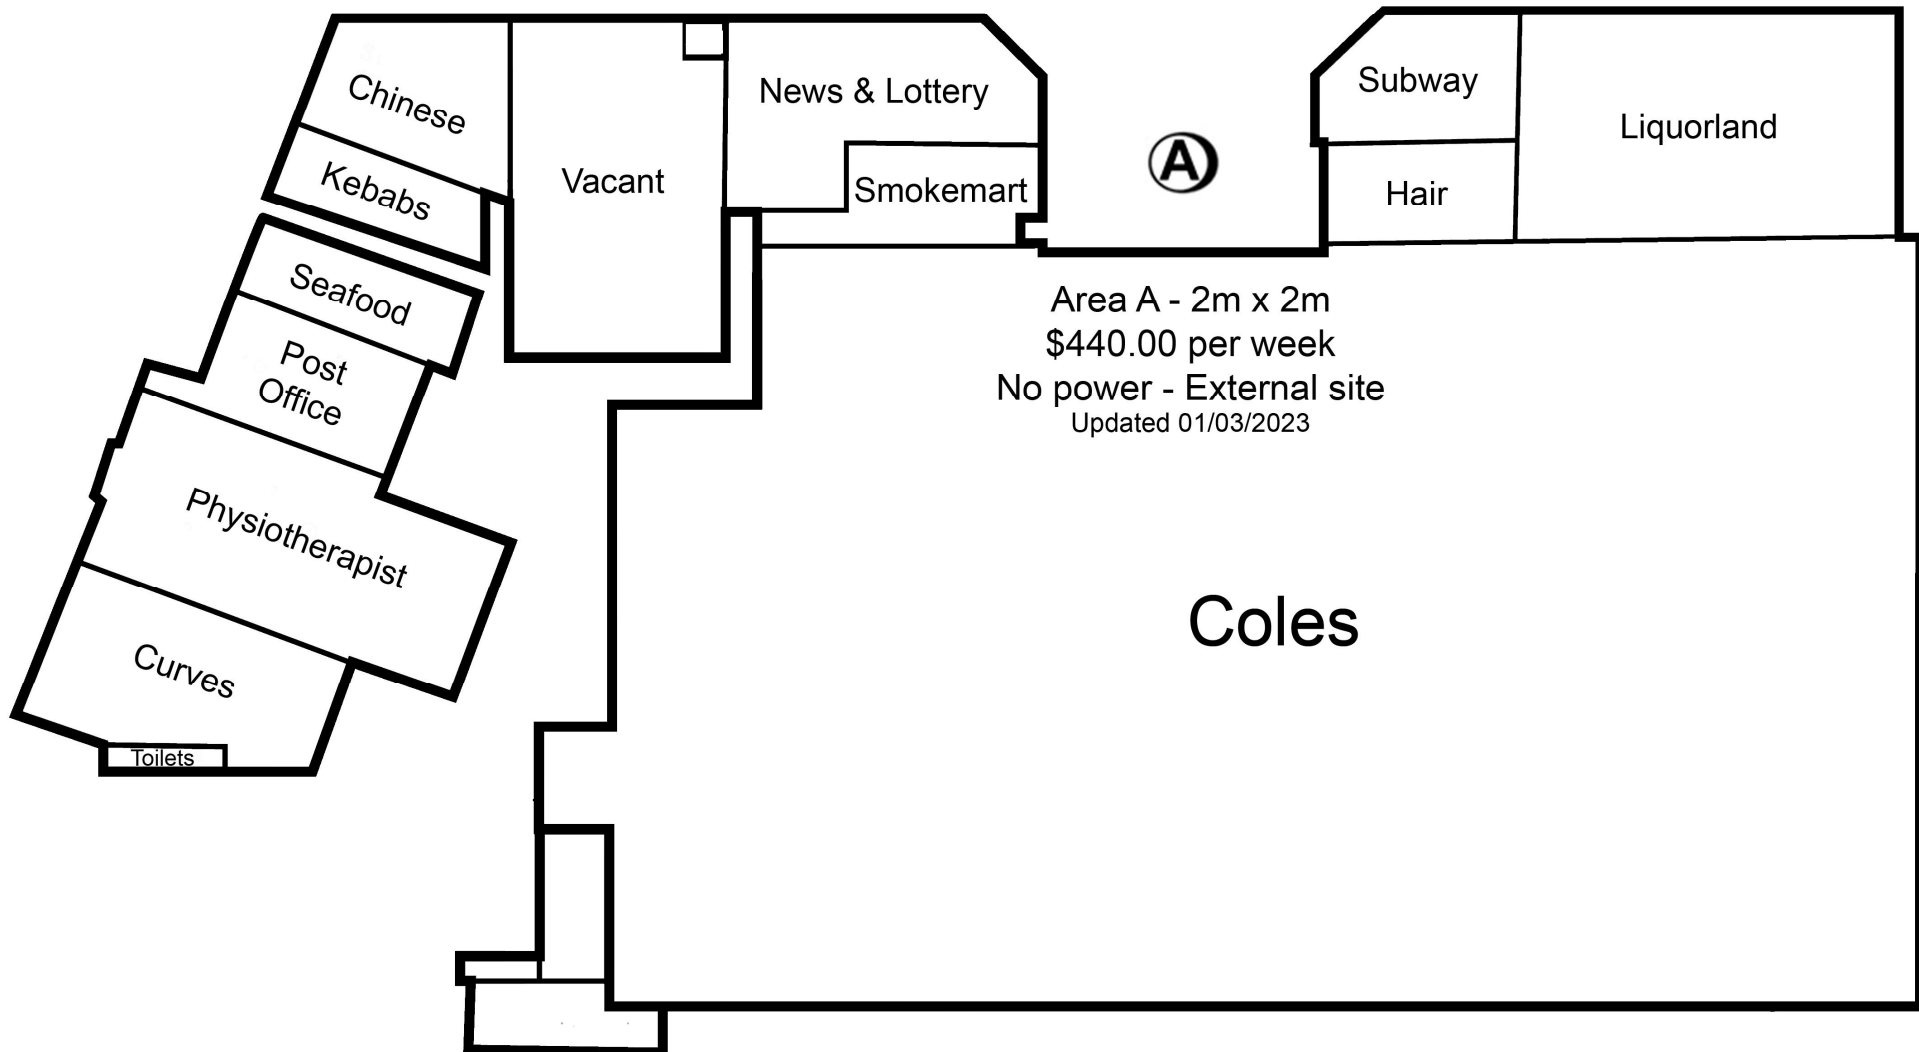 Chinese
Kebabs
Vacant
News & Lottery
Smokemart
A
Subway
Hair
Liquorland
Seafood
Post
Office
Physiotherapist
Curves
Toilets
Area A - 2m x 2m
$440.00 per week
No power - External site
Updated 01/03/2023
Coles